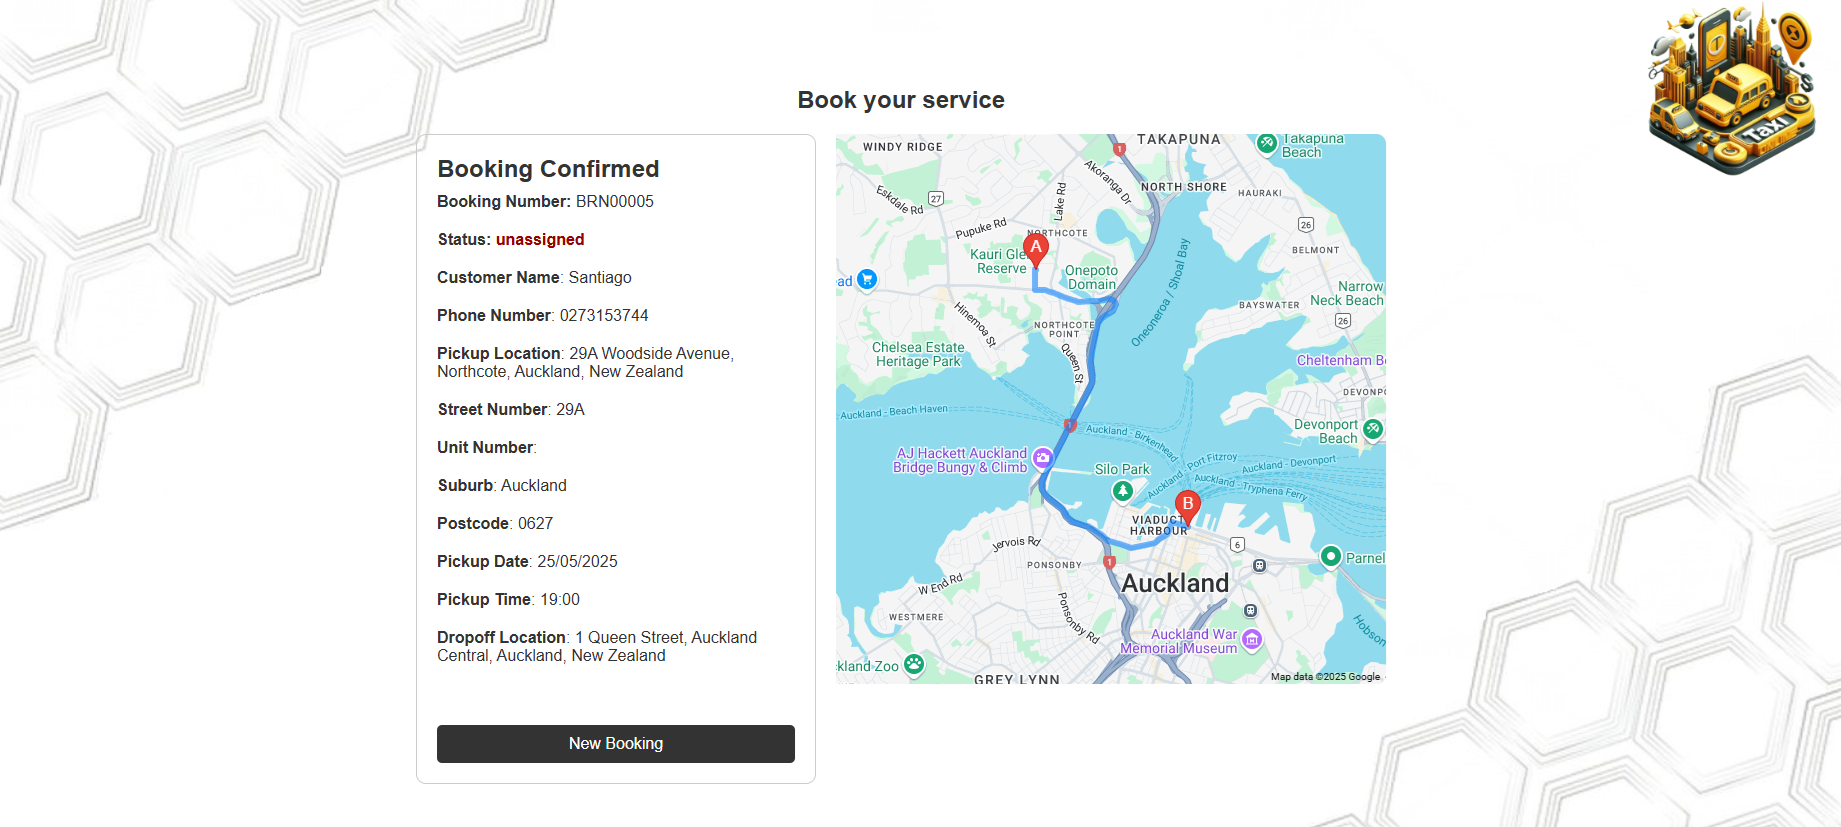 Book your service
Booking Confirmed
Booking Number: BRN00005
Status: unassigned
Customer Name: Santiago
Phone Number: 0273153744
Pickup Location: 29A Woodside Avenue,
Northcote, Auckland, New Zealand
Street Number: 29A
Unit Number:
Suburb: Auckland
Postcode: 0627
Pickup Date: 25/05/2025
Pickup Time: 19:00
Dropoff Location: 1 Queen Street, Auckland
Central, Auckland, New Zealand
New Booking
WINDY RIDGE
1
TAKAPUNA
Takapuna
Beach
Akoranga Dr
NORTH SHORE
HAURAKI
Eskdale Rd
27
Lake Rd
Pupuke Rd
NORTHCOTE
26
BELMONT
A
Kauri Gle
Reserve
Onepoto
Domain
ad
Oneoneroa / Shoal Bay
Narrow
Neck Beach
BAYSWATER
26
Hinemoa St
NORTHCOTE
POINT
Queen St
Chelsea Estate
Heritage Park
Cheltenham Be
DEVONPO
Auckland - Beach Haven
1
Auckland - Birkenhead
Devonport
Beach
AJ Hackett Auckland
Bridge Bungy & Climb
Silo Park
Auckland - Port Fitzroy
Auckland - Devonport
Auckland - Tryphena Ferry
B
VIADUCT
HARBOUR
Jervois Rd
6
1
PONSONBY
Parnel
W End Rd
Auckland
Ponsonby Rd
WESTMERE
Hobson
Auckland War
Memorial Museum
kland Zoo
GREY LYNN
Map data ©2025 Google
Taxi